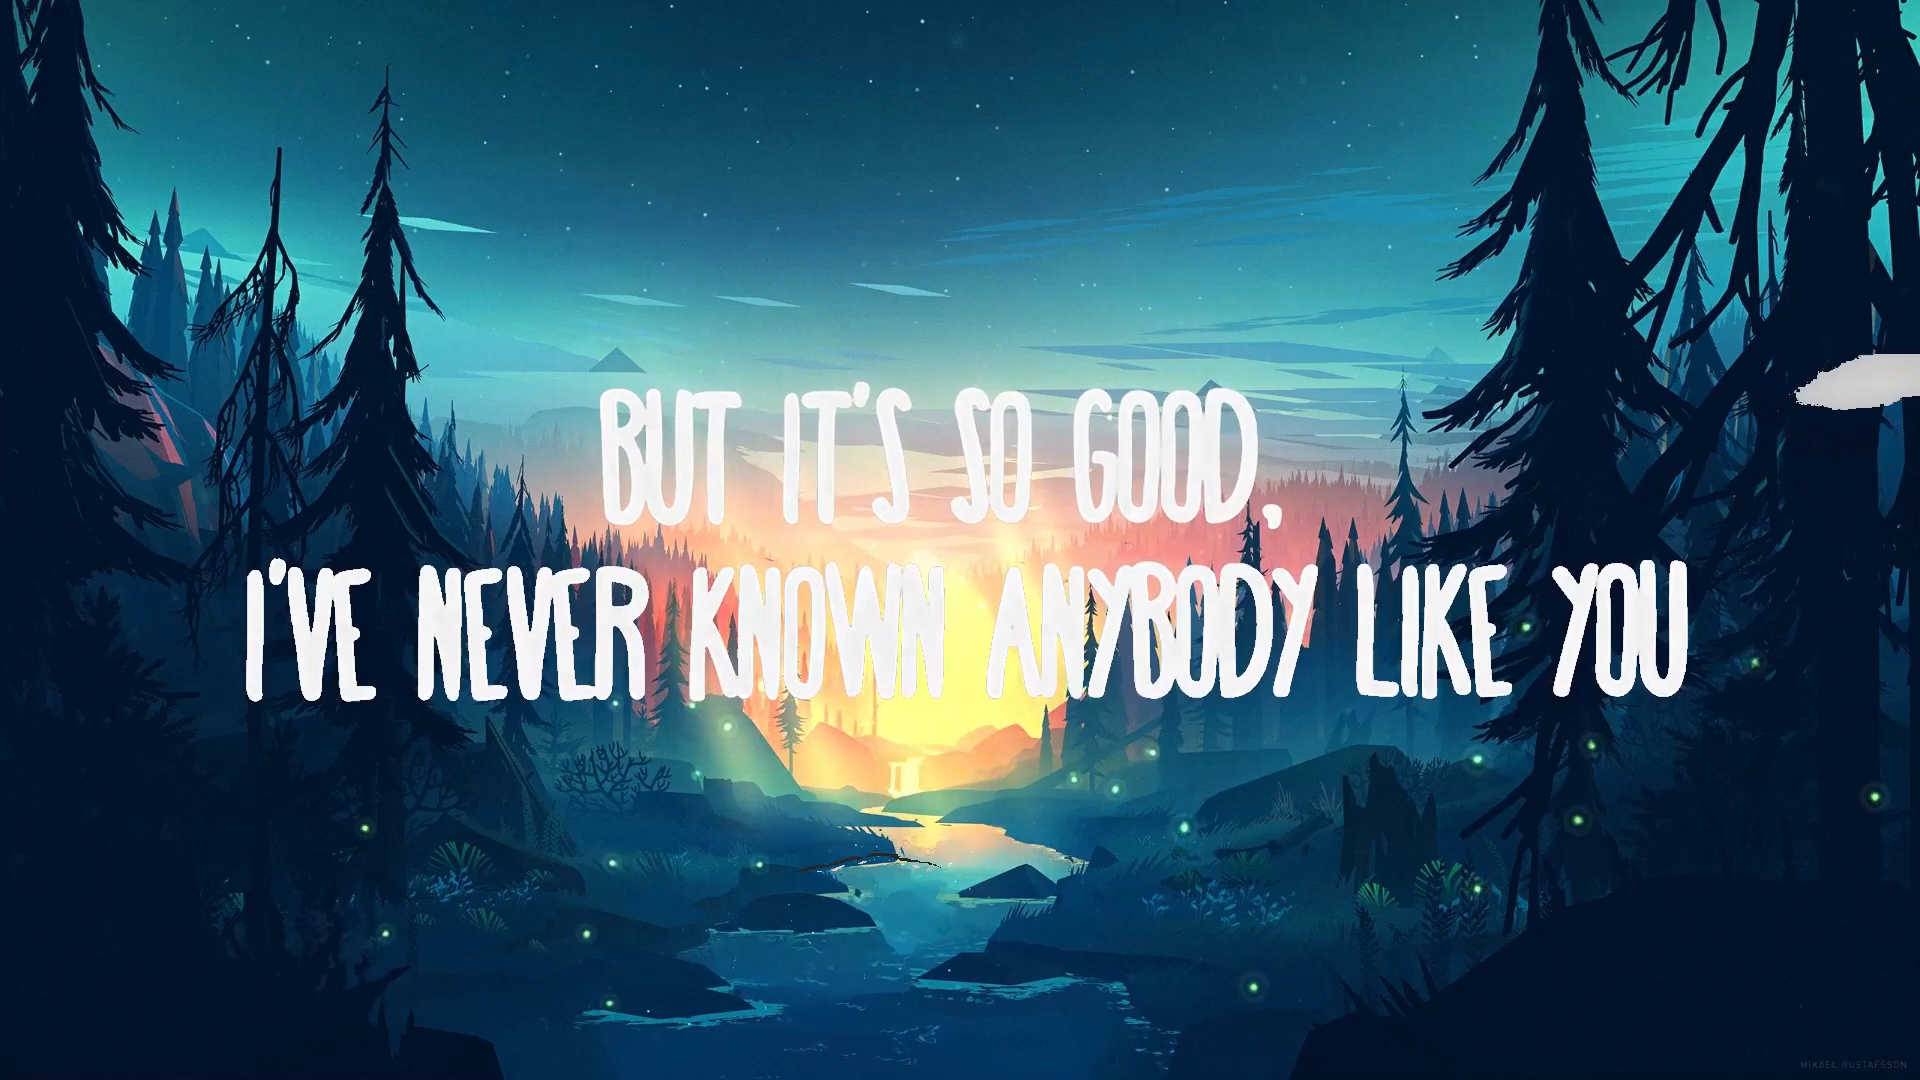 BUT IT'S SO GOOD,
I'VE NEVER KNOWN ANYBODY LIKE YOU
MIKAEL GUSTAFSSON